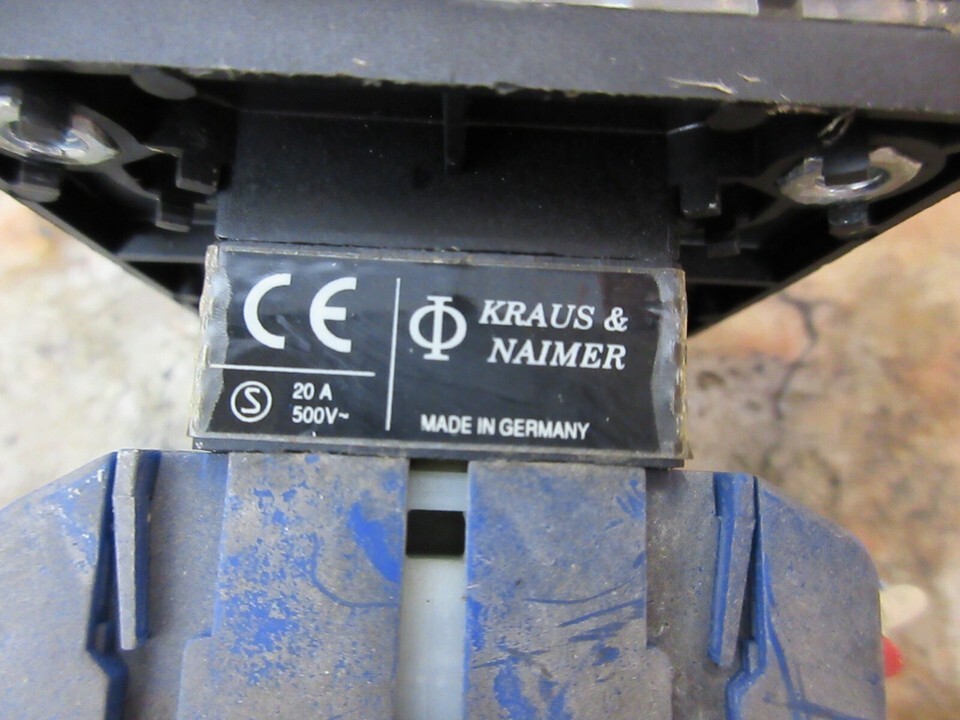 CE
S 20 A
500V~
Φ KRAUS &
NAIMER
MADE IN GERMANY